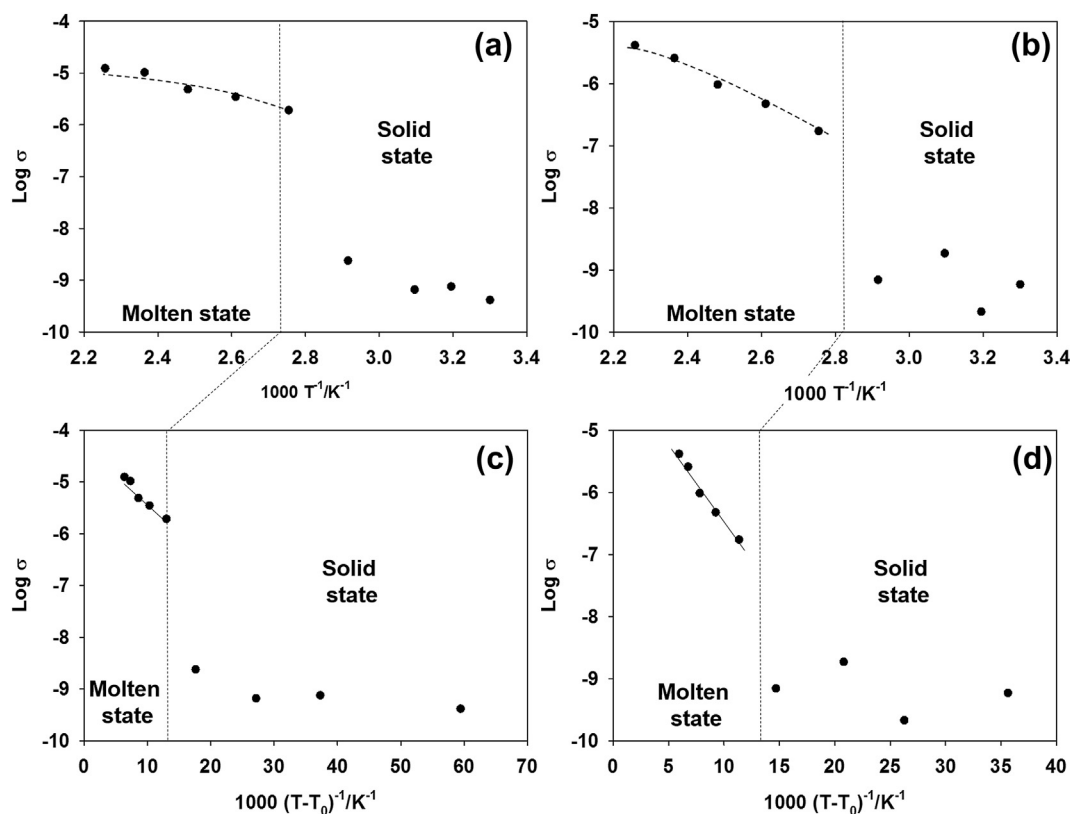 (a)
Log σ
-4
-5
-6
-7
-8
-9
-10
Solid
state
Molten state
2.2 2.4 2.6 2.8 3.0 3.2 3.4
1000 T⁻¹/K⁻¹
(b)
Log σ
-5
-6
-7
-8
-9
-10
Solid
state
Molten state
2.2 2.4 2.6 2.8 3.0 3.2 3.4
1000 T⁻¹/K⁻¹
(c)
Log σ
-4
-5
-6
-7
-8
-9
-10
Solid
state
Molten
state
0 10 20 30 40 50 60 70
1000 (T-T₀)⁻¹/K⁻¹
(d)
Log σ
-5
-6
-7
-8
-9
-10
Solid
state
Molten
state
0 5 10 15 20 25 30 35 40
1000 (T-T₀)⁻¹/K⁻¹